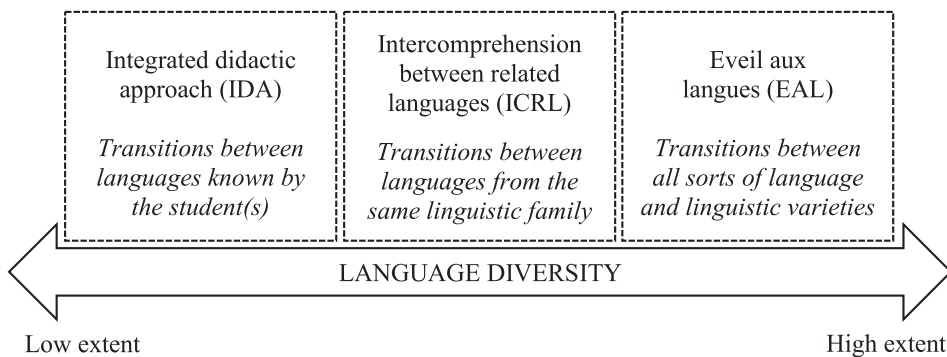 Integrated didactic
approach (IDA)
Transitions between
languages known by
the student(s)
Intercomprehension
between related
languages (ICRL)
Transitions between
languages from the
same linguistic family
Eveil aux
langues (EAL)
Transitions between
all sorts of language
and linguistic varieties
LANGUAGE DIVERSITY
Low extent
High extent